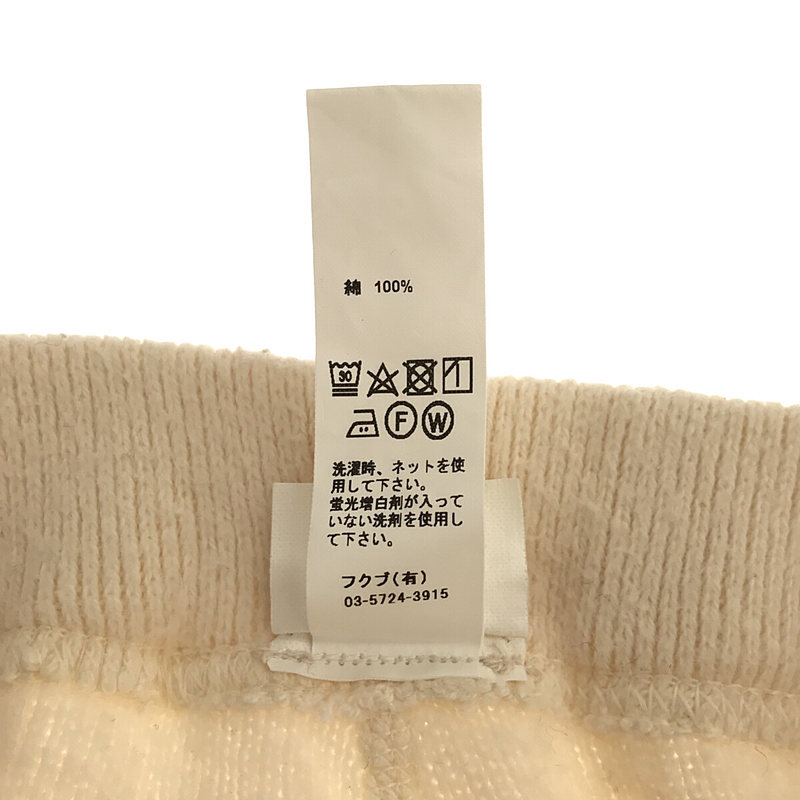 綿 100%
30
F W
洗濯時、ネットを使
用して下さい。
蛍光増白剤が入って
いない洗剤を使用し
て下さい。
フクブ(有)
03-5724-3915